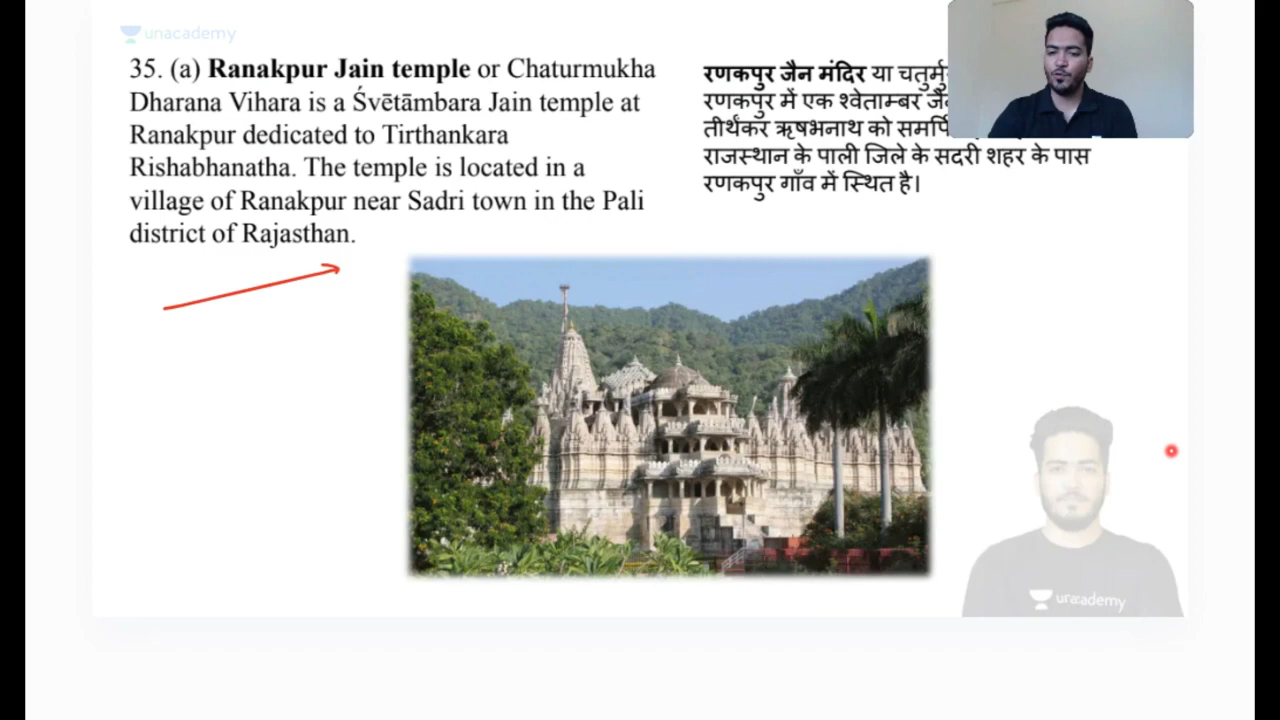 unacademy
35. (a) Ranakpur Jain temple or Chaturmukha
Dharana Vihara is a Śvētāmbara Jain temple at
Ranakpur dedicated to Tirthankara
Rishabhanatha. The temple is located in a
village of Ranakpur near Sadri town in the Pali
district of Rajasthan.
रणकपुर जैन मंदिर या
रणकपुर में एक श्वेताम्बर
तीर्थंकर ऋषभनाथ को
राजस्थान के पाली जिले के सदरी शहर के पास
रणकपुर गाँव में स्थित है।
unacademy